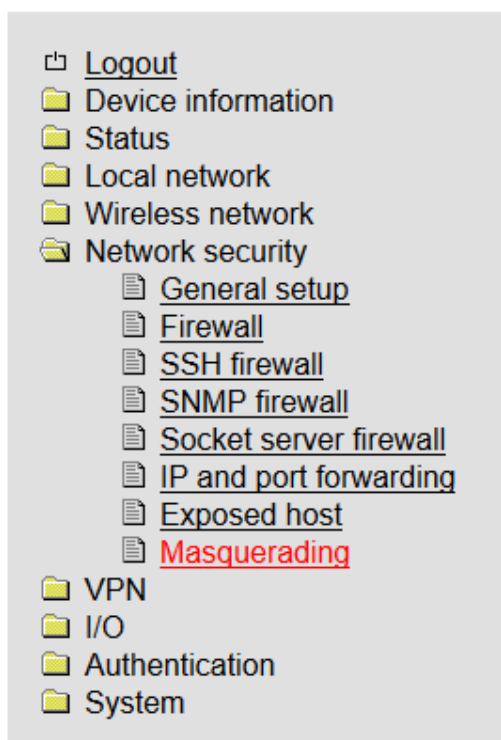 Logout
Device information
Status
Local network
Wireless network
Network security
General setup
Firewall
SSH firewall
SNMP firewall
Socket server firewall
IP and port forwarding
Exposed host
Masquerading
VPN
I/O
Authentication
System